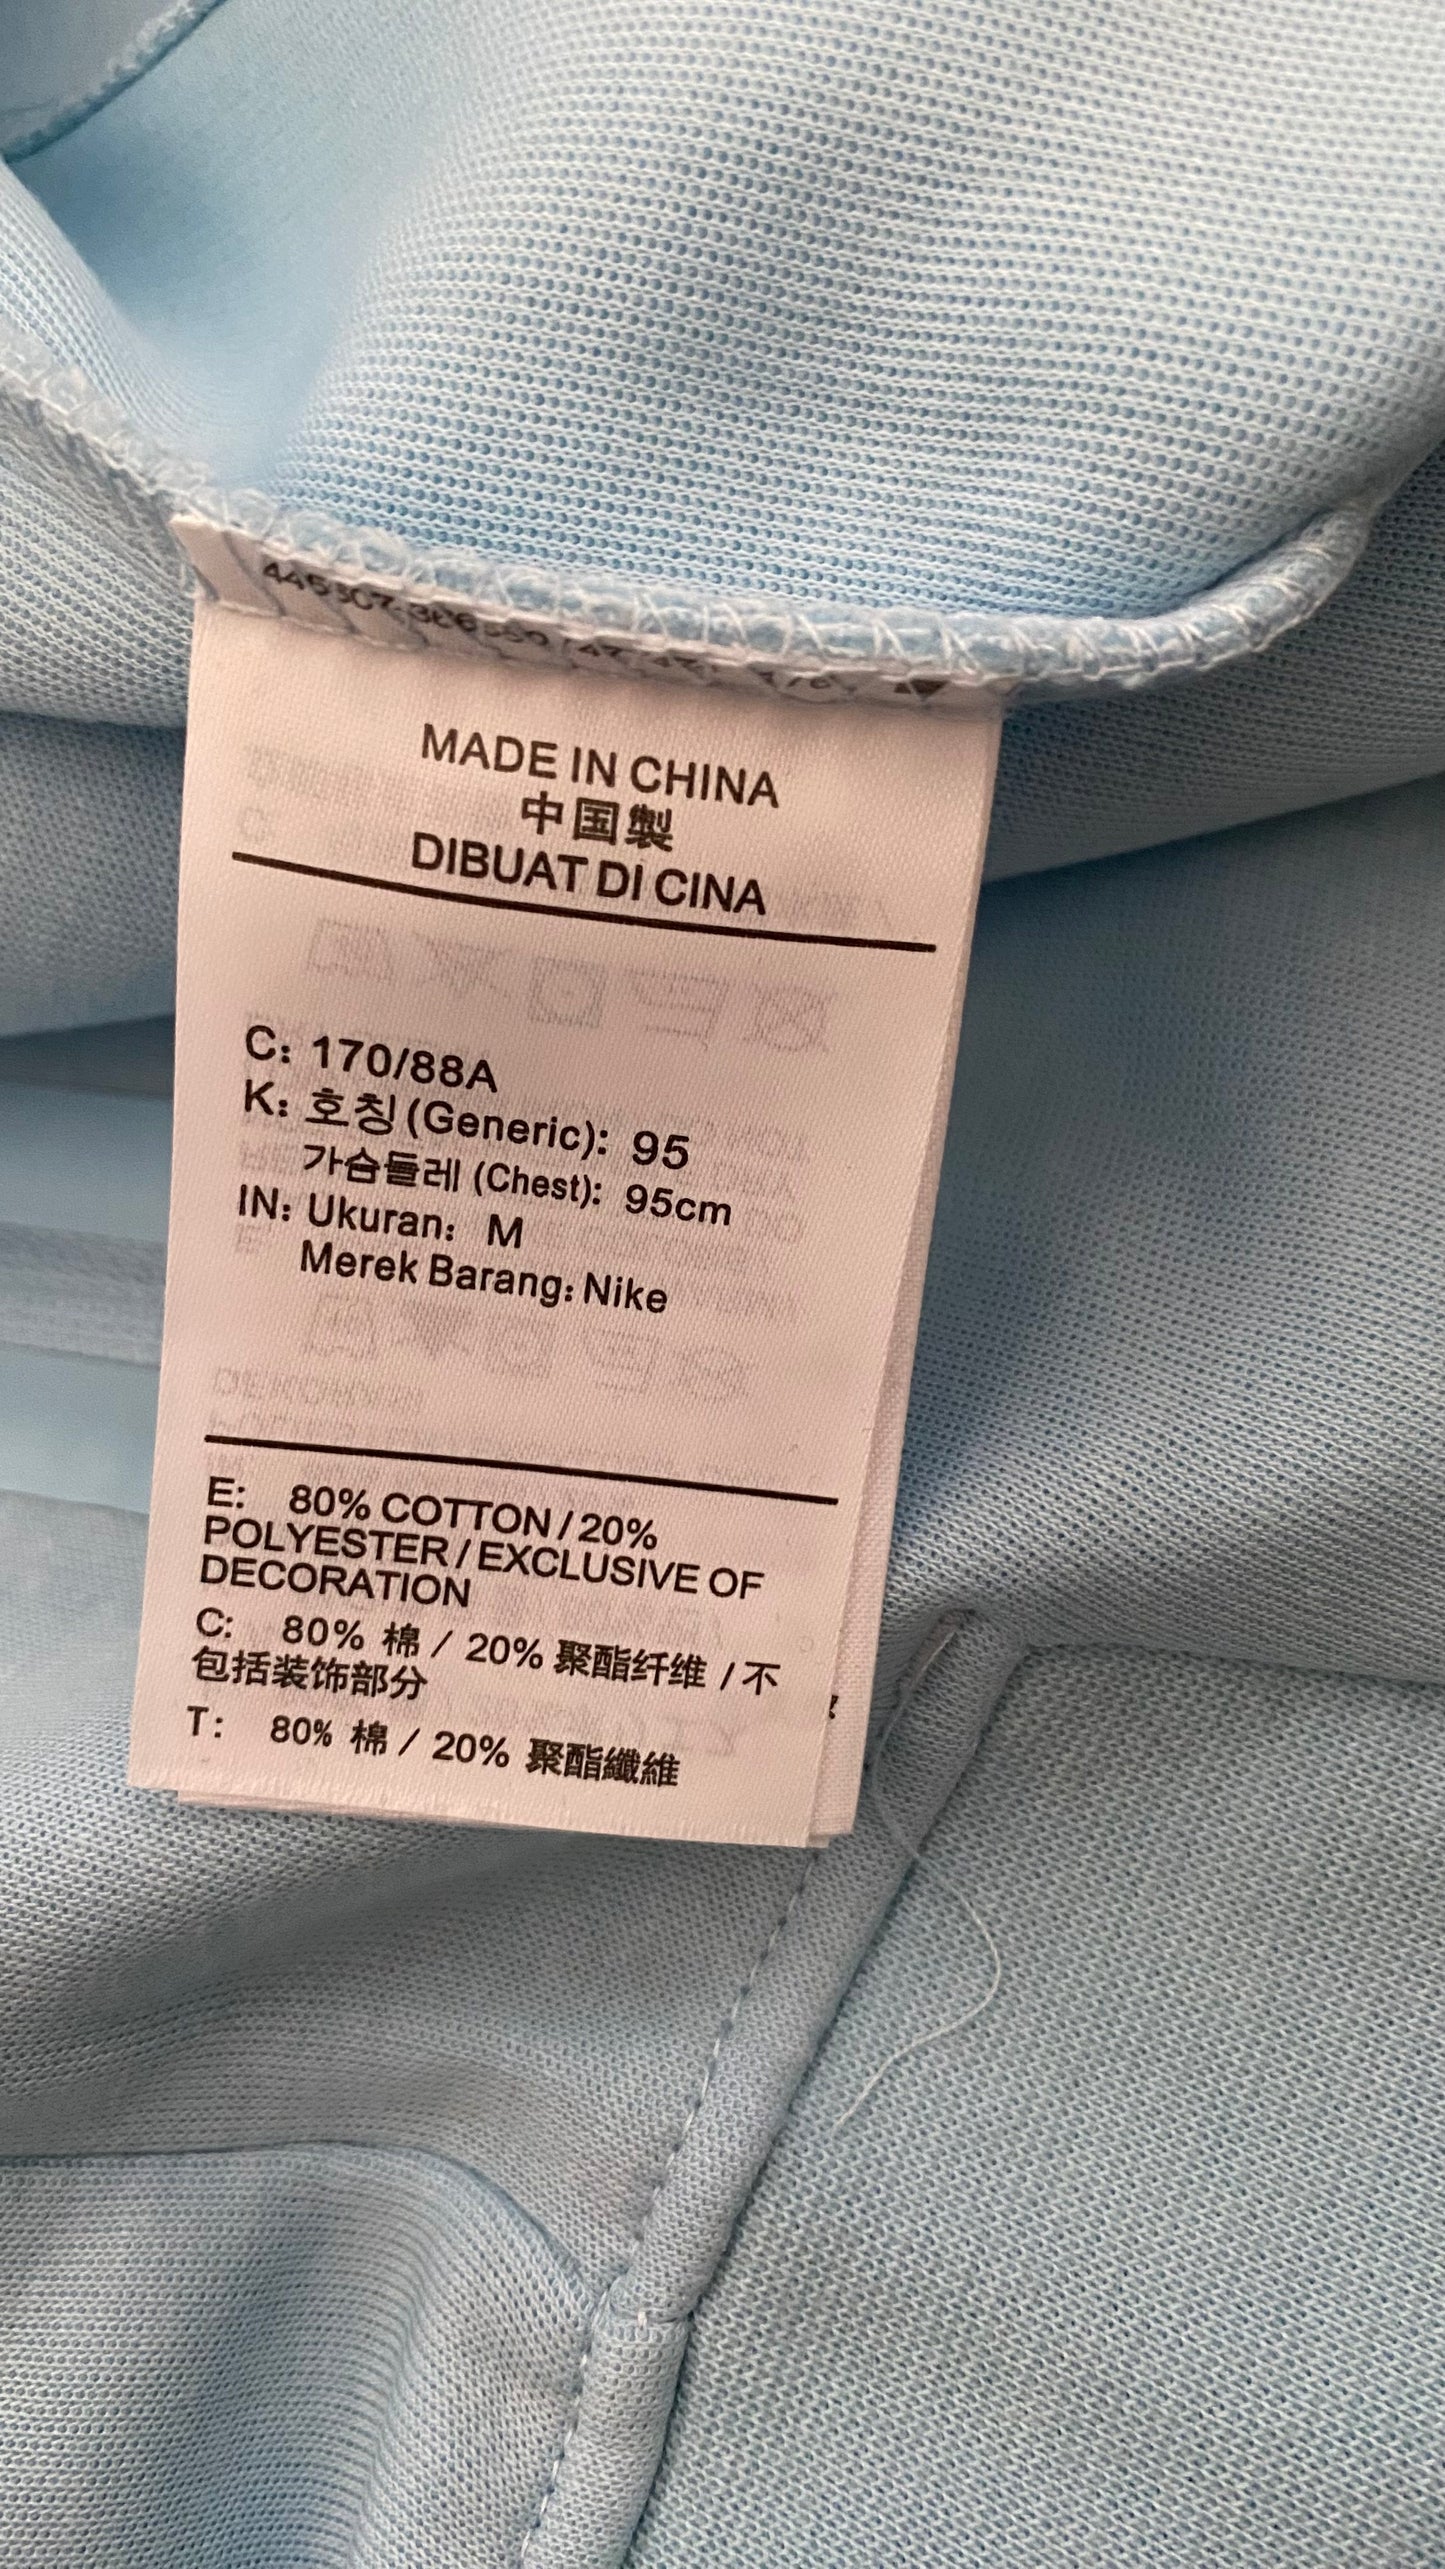 MADE IN CHINA
中国製
DIBUAT DI CINA
C: 170/88A
K: 호칭 (Generic): 95
가슴둘레 (Chest): 95cm
IN: Ukuran: M
Merek Barang: Nike
E: 80% COTTON / 20%
POLYESTER / EXCLUSIVE OF
DECORATION
C: 80% 棉 / 20% 聚酯纤维 / 不
包括装饰部分
T: 80% 棉 / 20% 聚酯纖維